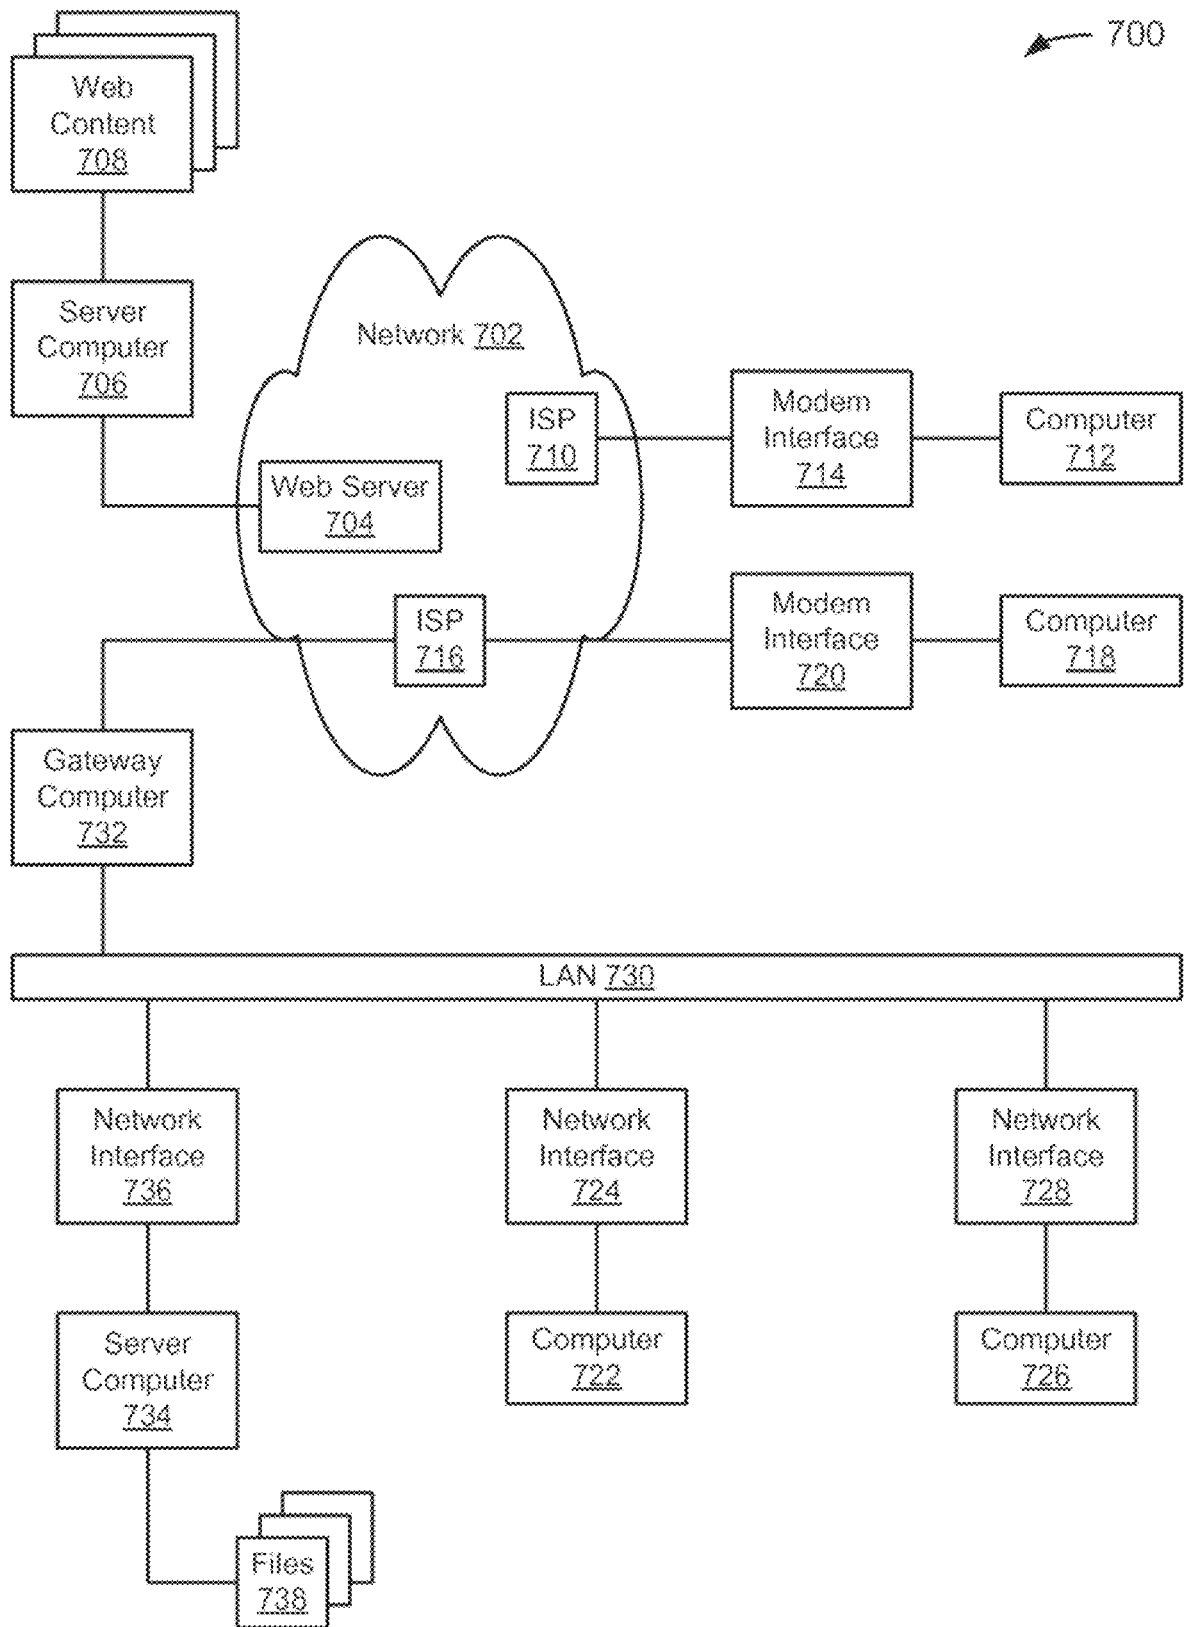 700
Web
Content
708
Server
Computer
706
Network 702
ISP
710
Modem
Interface
714
Computer
712
Web Server
704
ISP
716
Modem
Interface
720
Computer
718
Gateway
Computer
732
LAN 730
Network
Interface
736
Network
Interface
724
Network
Interface
728
Server
Computer
734
Computer
722
Computer
726
Files
738